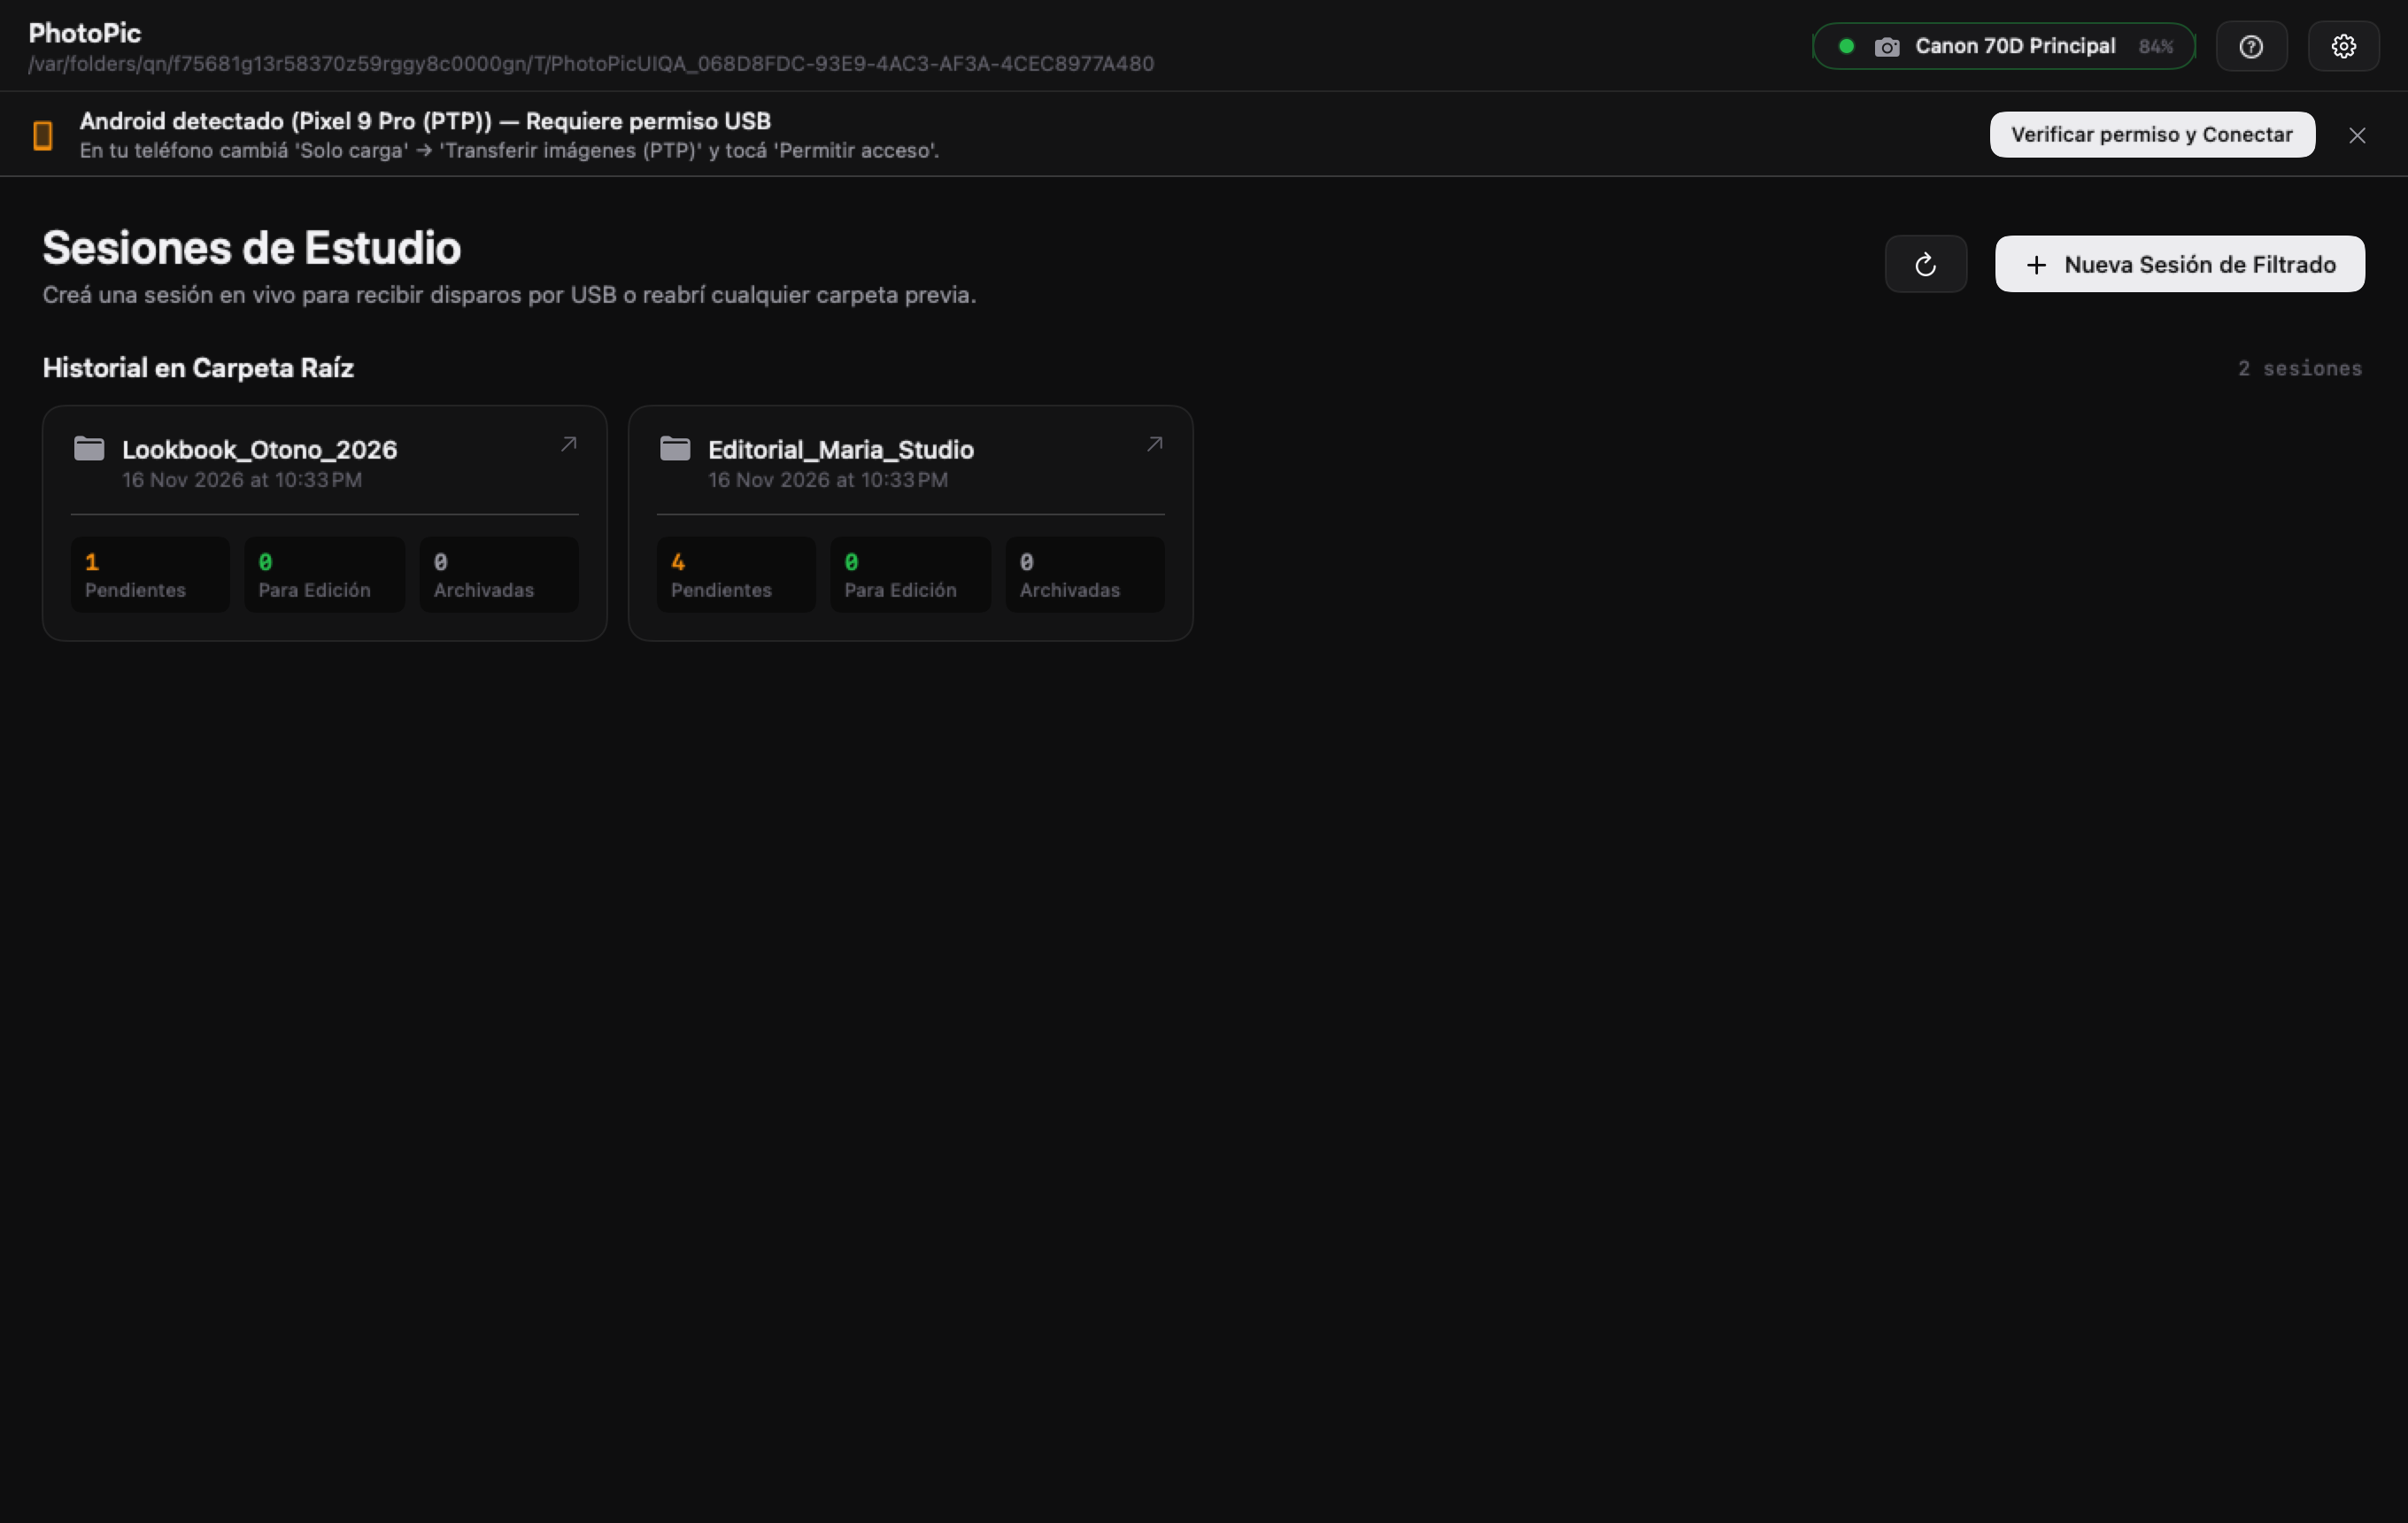 PhotoPic
/var/folders/qn/f75681g13r58370z59rggy8c0000gn/T/PhotoPicUIQA_068D8FDC-93E9-4AC3-AF3A-4CEC8977A480
Canon 70D Principal 84%
Android detectado (Pixel 9 Pro (PTP)) — Requiere permiso USB
En tu teléfono cambiá 'Solo carga' → 'Transferir imágenes (PTP)' y tocá 'Permitir acceso'.
Verificar permiso y Conectar
Sesiones de Estudio
Creá una sesión en vivo para recibir disparos por USB o reabrí cualquier carpeta previa.
Nueva Sesión de Filtrado
Historial en Carpeta Raíz
2 sesiones
Lookbook_Otono_2026
16 Nov 2026 at 10:33 PM
1
Pendientes
0
Para Edición
0
Archivadas
Editorial_Maria_Studio
16 Nov 2026 at 10:33 PM
4
Pendientes
0
Para Edición
0
Archivadas